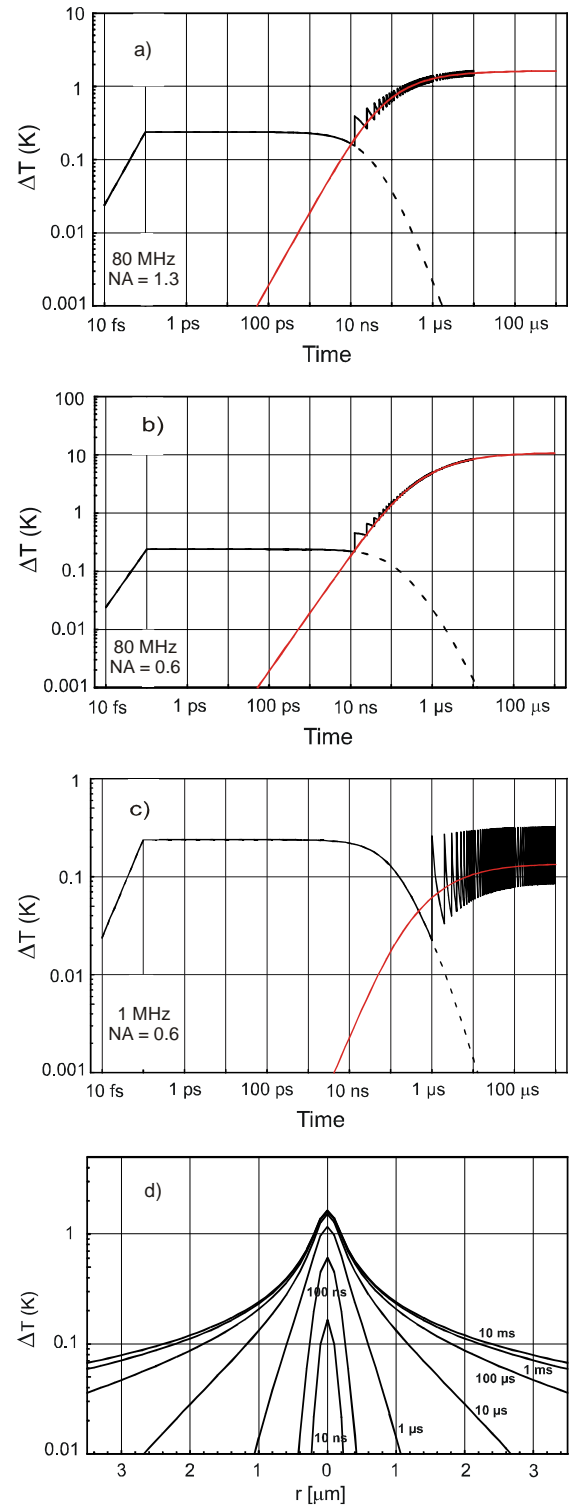 a)
10
1
0.1
0.01
0.001
ΔT (K)
80 MHz
NA = 1.3
10 fs 1 ps 100 ps 10 ns 1 µs 100 µs
Time
b)
100
10
1
0.1
0.01
0.001
ΔT (K)
80 MHz
NA = 0.6
10 fs 1 ps 100 ps 10 ns 1 µs 100 µs
Time
c)
1
0.1
0.01
0.001
ΔT (K)
1 MHz
NA = 0.6
10 fs 1 ps 100 ps 10 ns 1 µs 100 µs
Time
d)
1
0.1
0.01
ΔT (K)
100 ns
10 ms
1 ms
100 µs
10 µs
1 µs
10 ns
3 2 1 0 1 2 3
r [µm]